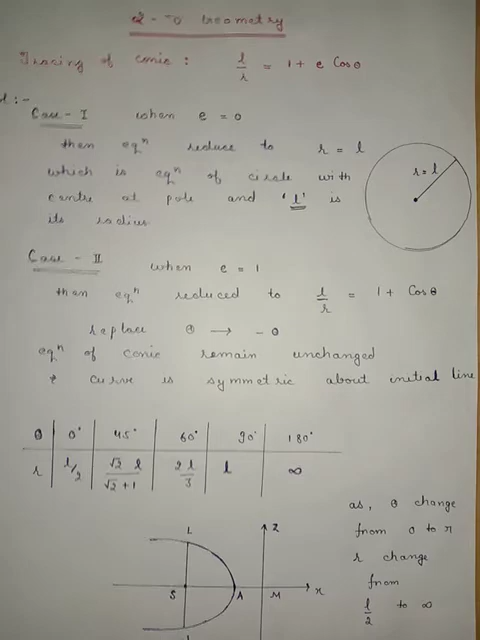 2-D Geometry
Tracing of conic : l/r = 1 + e Cosθ
:-
Case - I when e = 0
then eqⁿ reduce to r = l
which is eqⁿ of circle with
centre at pole and 'l' is
its radius
r = l
Case - II when e = 1
then eqⁿ reduced to l/r = 1 + Cosθ
replace θ → -θ
eqⁿ of conic remain unchanged
& curve is symmetric about initial line
θ 0° 45° 60° 90° 180°
r l/2 √2 l/√2+1 2l/3 l ∞
as, θ change
from 0 to π
r change
from
l/2 to ∞
L Z
S A M x